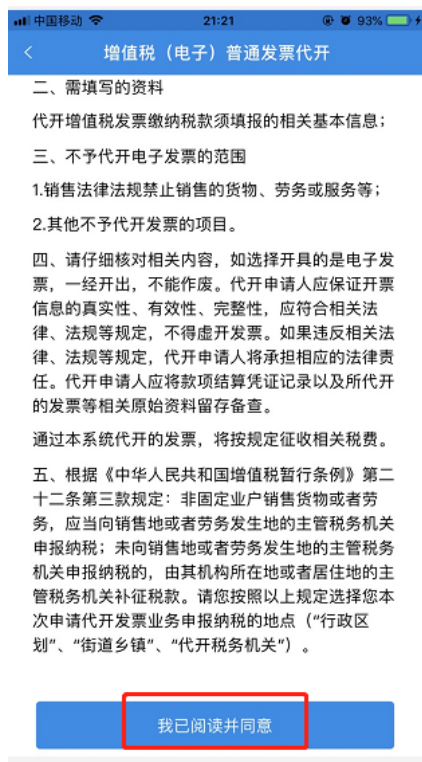 中国移动 21:21 93%
增值税（电子）普通发票代开
二、需填写的资料
代开增值税发票缴纳税款须填报的相关基本信息；
三、不予代开电子发票的范围
1.销售法律法规禁止销售的货物、劳务或服务等；
2.其他不予代开发票的项目。
四、请仔细核对相关内容，如选择开具的是电子发
票，一经开出，不能作废。代开申请人应保证开票
信息的真实性、有效性、完整性，应符合相关法
律、法规等规定，不得虚开发票。如果违反相关法
律、法规等规定，代开申请人将承担相应的法律责
任。代开申请人应将款项结算凭证记录以及所代开
的发票等相关原始资料留存备查。
通过本系统代开的发票，将按规定征收相关税费。
五、根据《中华人民共和国增值税暂行条例》第二
十二条第三款规定：非固定业户销售货物或者劳
务，应当向销售地或者劳务发生地的主管税务机关
申报纳税；未向销售地或者劳务发生地的主管税务
机关申报纳税的，由其机构所在地或者居住地的主
管税务机关补征税款。请您按照以上规定选择您本
次申请代开发票业务申报纳税的地点（“行政区
划”、“街道乡镇”、“代开税务机关”）。
我已阅读并同意